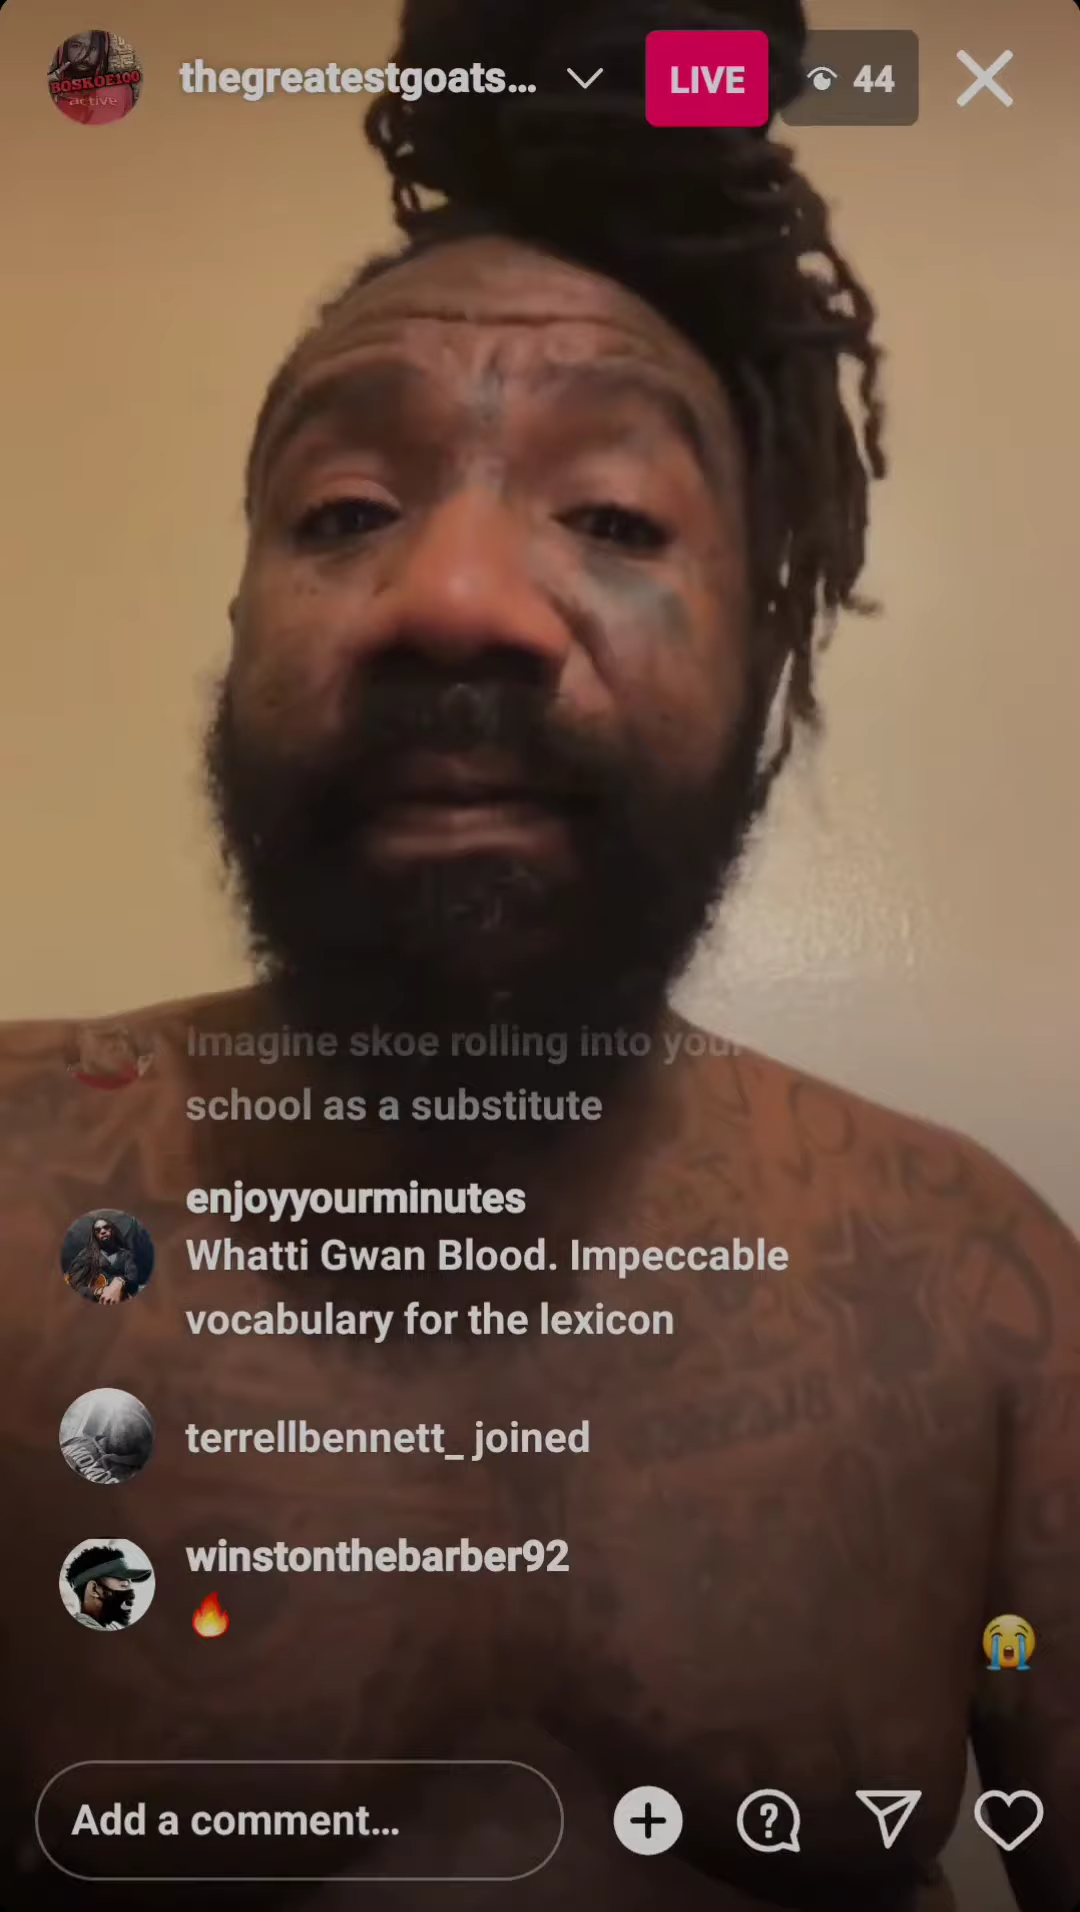 BOSKOE100
active
thegreatestgoats...
LIVE
44
Imagine skoe rolling into your
school as a substitute
enjoyyourminutes
Whatti Gwan Blood. Impeccable
vocabulary for the lexicon
terrellbennett_ joined
winstonthebarber92
🔥
😭
Add a comment...